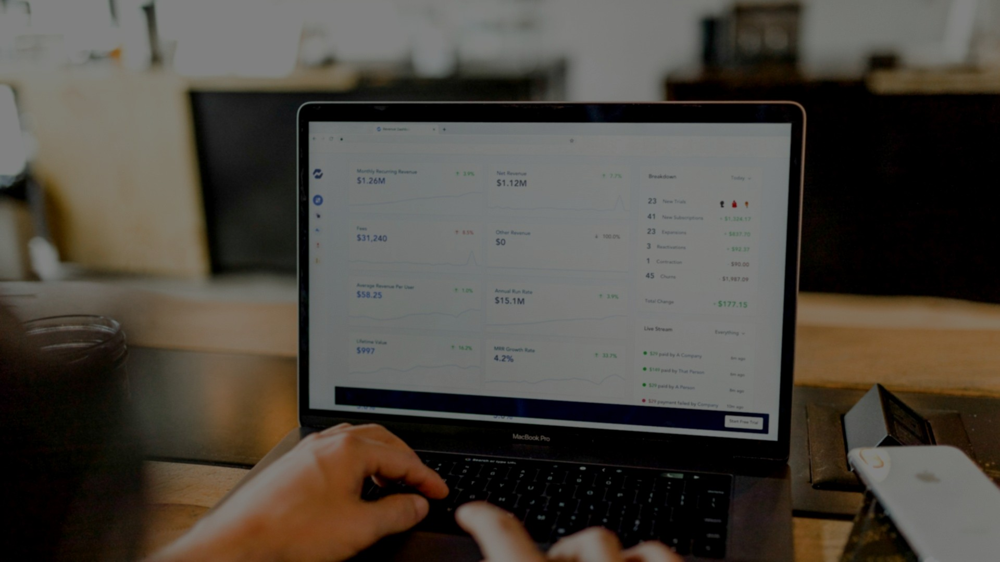 Revenue Dashbo
Monthly Recurring Revenue
↑ 3.9%
$1.26M
Net Revenue
↑ 7.7%
$1.12M
Fees
↑ 8.5%
$31,240
Other Revenue
↓ 100.0%
$0
Average Revenue Per User
↑ 1.0%
$58.25
Annual Run Rate
↑ 3.9%
$15.1M
Lifetime Value
↑ 16.2%
$997
MRR Growth Rate
↑ 33.7%
4.2%
Breakdown Today
23 New Trials
41 New Subscriptions + $1,324.17
23 Expansions + $837.70
3 Reactivations + $92.37
1 Contraction - $90.00
45 Churns - $1,987.09
Total Change + $177.15
Live Stream Everything
$29 paid by A Company 6m ago
$149 paid by That Person 6m ago
$29 paid by A Person 8m ago
$29 payment failed by Company 10m ago
Start Free Trial
MacBook Pro
Search or type URL